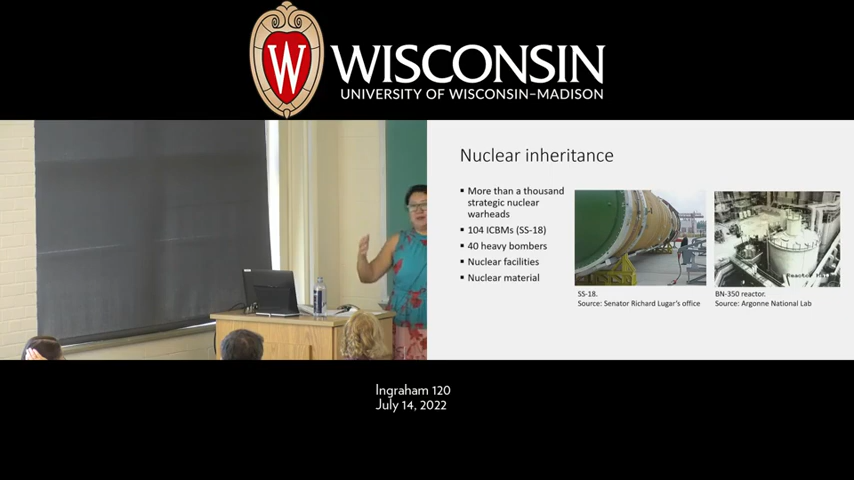 W WISCONSIN
UNIVERSITY OF WISCONSIN–MADISON
Nuclear inheritance
▪ More than a thousand
strategic nuclear
warheads
▪ 104 ICBMs (SS-18)
▪ 40 heavy bombers
▪ Nuclear facilities
▪ Nuclear material
SS-18.
Source: Senator Richard Lugar's office
BN-350 reactor.
Source: Argonne National Lab
Ingraham 120
July 14, 2022